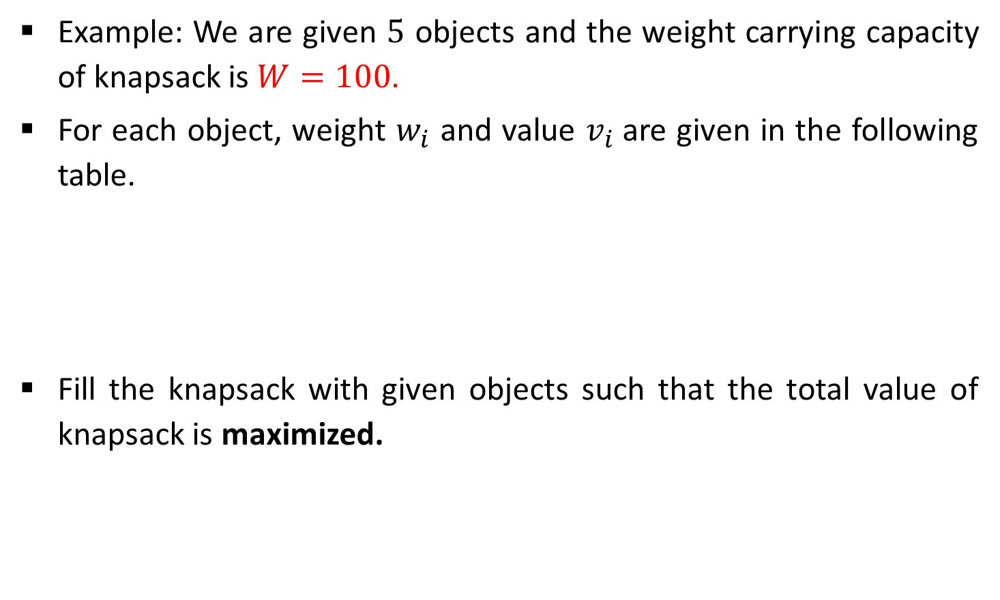 ▪ Example: We are given 5 objects and the weight carrying capacity
of knapsack is W = 100.
▪ For each object, weight wᵢ and value vᵢ are given in the following
table.
▪ Fill the knapsack with given objects such that the total value of
knapsack is maximized.